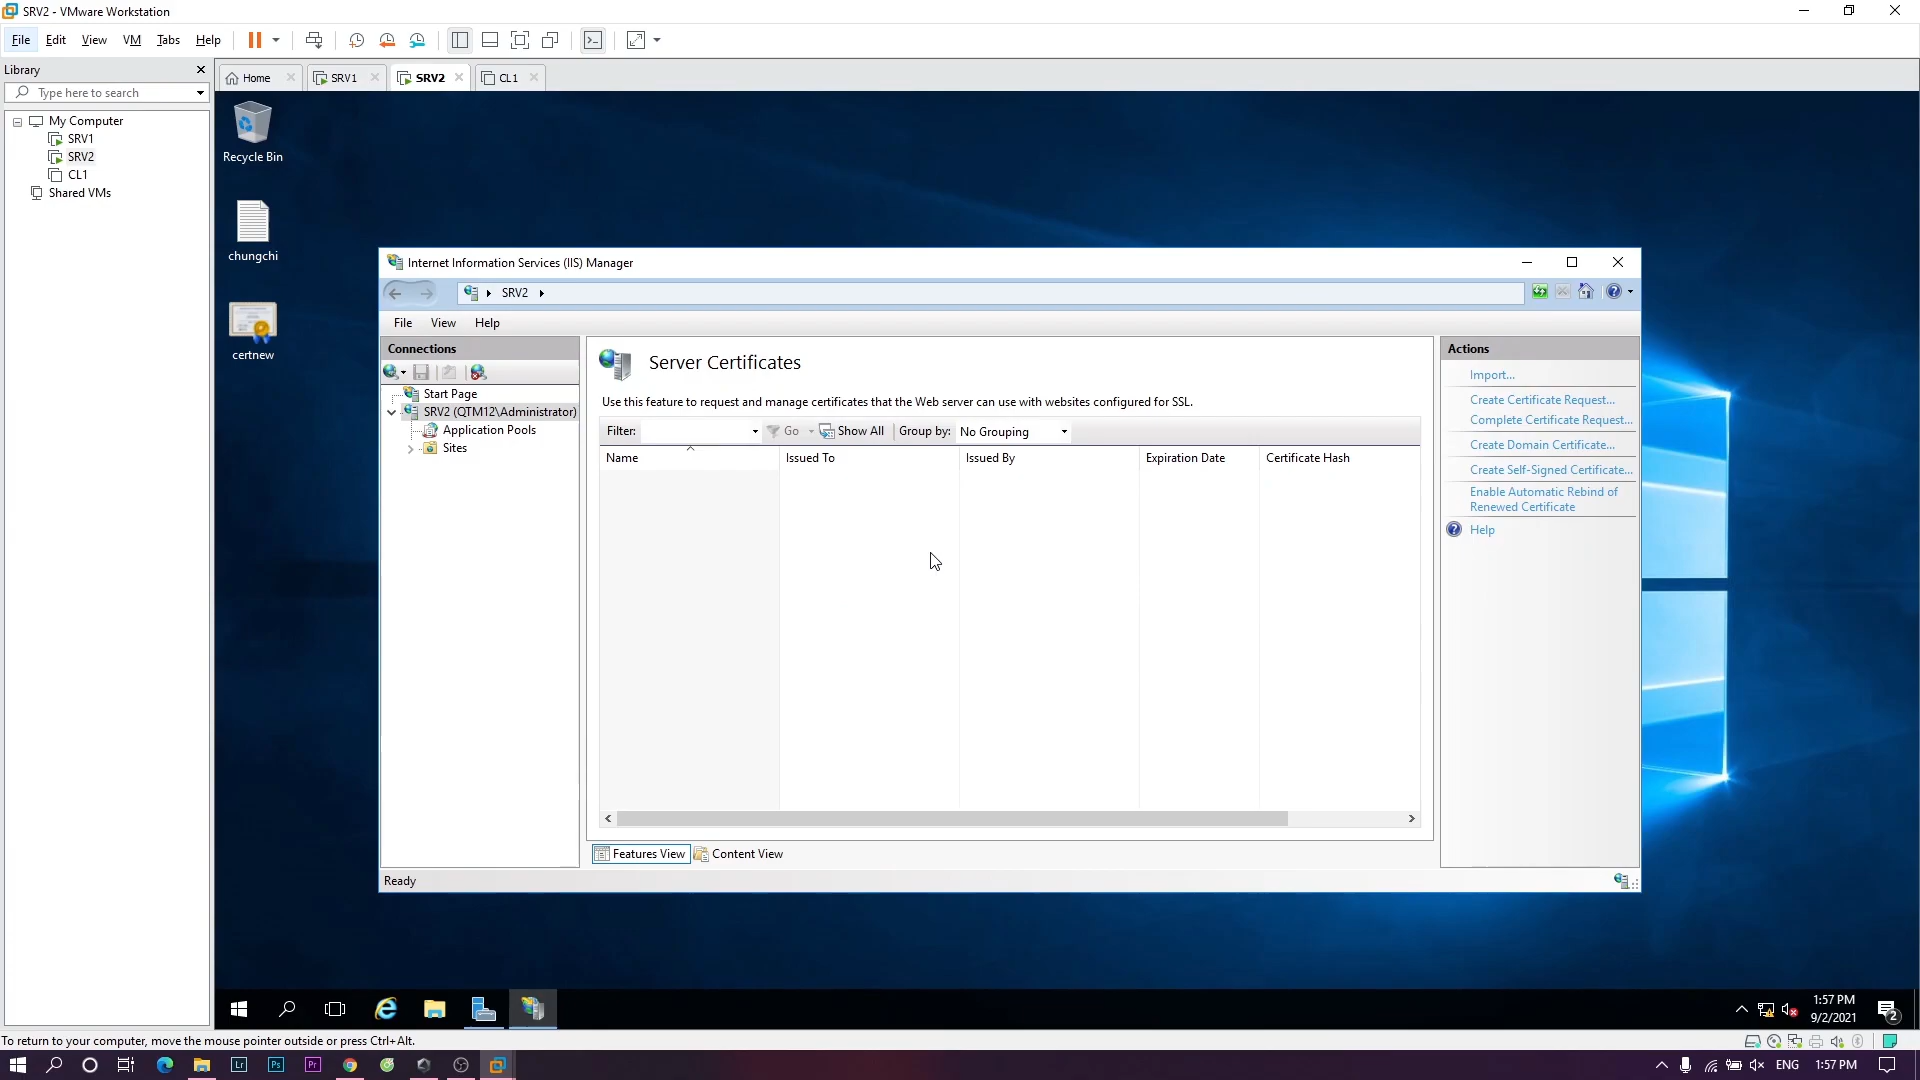 SRV2 - VMware Workstation
File Edit View VM Tabs Help
Library
Type here to search
My Computer
SRV1
SRV2
CL1
Shared VMs
Home SRV1 SRV2 CL1
Recycle Bin
chungchi
certnew
Internet Information Services (IIS) Manager
SRV2
File View Help
Connections
Start Page
SRV2 (QTM12\Administrator)
Application Pools
Sites
Server Certificates
Use this feature to request and manage certificates that the Web server can use with websites configured for SSL.
Filter: Go Show All Group by: No Grouping
Name Issued To Issued By Expiration Date Certificate Hash
Features View Content View
Ready
Actions
Import...
Create Certificate Request...
Complete Certificate Request...
Create Domain Certificate...
Create Self-Signed Certificate...
Enable Automatic Rebind of
Renewed Certificate
Help
1:57 PM
9/2/2021
2
To return to your computer, move the mouse pointer outside or press Ctrl+Alt.
Lr Ps Pr
ENG 1:57 PM